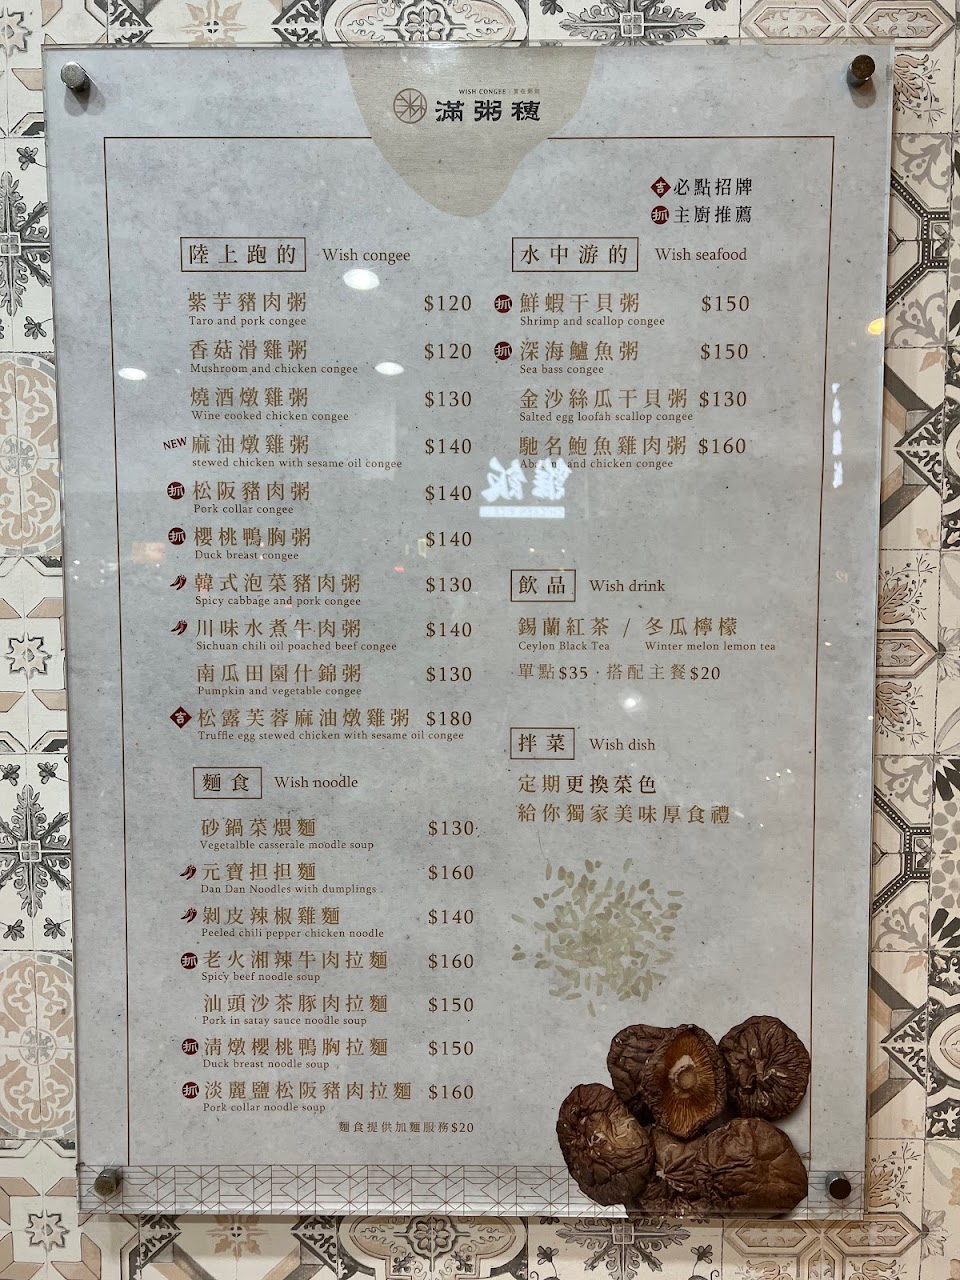 WISH CONGEE
滿粥穗
吉 必點招牌
抓 主廚推薦
陸上跑的 Wish congee
紫芋豬肉粥 $120
Taro and pork congee
香菇滑雞粥 $120
Mushroom and chicken congee
燒酒燉雞粥 $130
Wine cooked chicken congee
NEW 麻油燉雞粥 $140
stewed chicken with sesame oil congee
抓 松阪豬肉粥 $140
Pork collar congee
抓 櫻桃鴨胸粥 $140
Duck breast congee
韓式泡菜豬肉粥 $130
Spicy cabbage and pork congee
川味水煮牛肉粥 $140
Sichuan chili oil poached beef congee
南瓜田園什錦粥 $130
Pumpkin and vegetable congee
吉 松露芙蓉麻油燉雞粥 $180
Truffle egg stewed chicken with sesame oil congee
麵食 Wish noodle
砂鍋菜煨麵 $130
Vegetalble casserale moodle soup
元寶担担麵 $160
Dan Dan Noodles with dumplings
剝皮辣椒雞麵 $140
Peeled chili pepper chicken noodle
抓 老火湘辣牛肉拉麵 $160
Spicy beef noodle soup
汕頭沙茶豚肉拉麵 $150
Pork in satay sauce noodle soup
抓 清燉櫻桃鴨胸拉麵 $150
Duck breast noodle soup
抓 淡麗鹽松阪豬肉拉麵 $160
Pork collar noodle soup
麵食提供加麵服務$20
水中游的 Wish seafood
抓 鮮蝦干貝粥 $150
Shrimp and scallop congee
抓 深海鱸魚粥 $150
Sea bass congee
金沙絲瓜干貝粥 $130
Salted egg loofah scallop congee
馳名鮑魚雞肉粥 $160
and chicken congee
飲品 Wish drink
錫蘭紅茶 / 冬瓜檸檬
Ceylon Black Tea Winter melon lemon tea
單點$35·搭配主餐$20
拌菜 Wish dish
定期更換菜色
給你獨家美味厚食禮